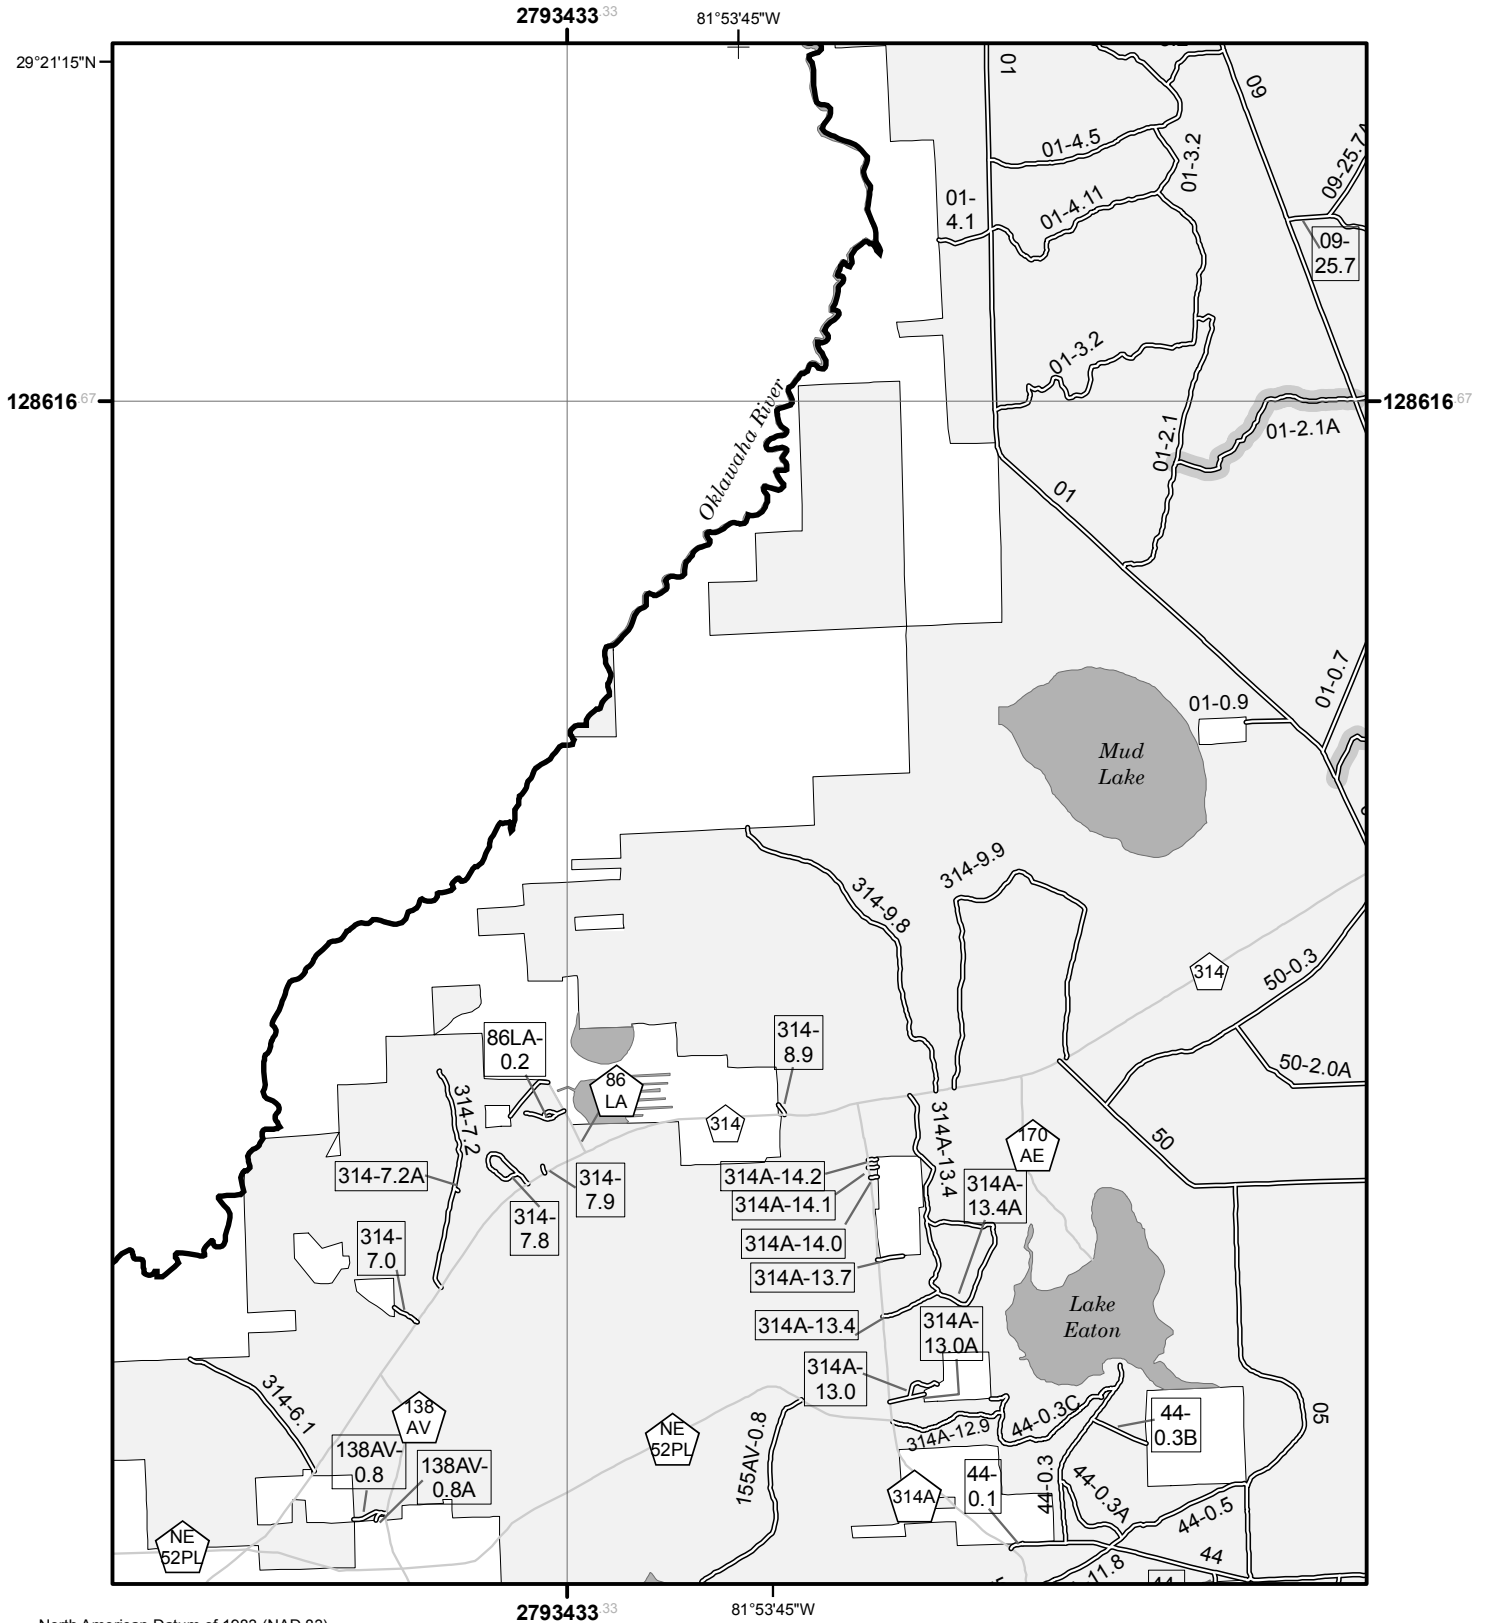 2793433.33
81°53'45"W
29°21'15"N
01
09
01-4.5
01-3.2
09-25.7
01-
4.1
01-4.11
09-
25.7
01-3.2
128616.67
128616.67
Oklawaha River
01-2.1
01-2.1A
01
01-0.7
01-0.9
Mud
Lake
314-9.9
314-9.8
314
50-0.3
86LA-
0.2
314-
8.9
86
LA
50-2.0A
314-7.2
314
314A-13.4
170
AE
50
314-7.2A
314-
7.9
314A-14.2
314A-14.1
314A-
13.4A
314-
7.8
314-
7.0
314A-14.0
314A-13.7
314A-13.4
Lake
Eaton
314A-
13.0A
314A-
13.0
314-6.1
138
AV
44-0.3C
44-
0.3B
05
314A-12.9
NE
52PL
138AV-
0.8
138AV-
0.8A
155AV-0.8
314A
44-
0.1
44-0.3
44-0.3A
44-0.5
NE
52PL
44
11.8
44
2793433.33
81°53'45"W
North American Datum of 1983 (NAD 83)